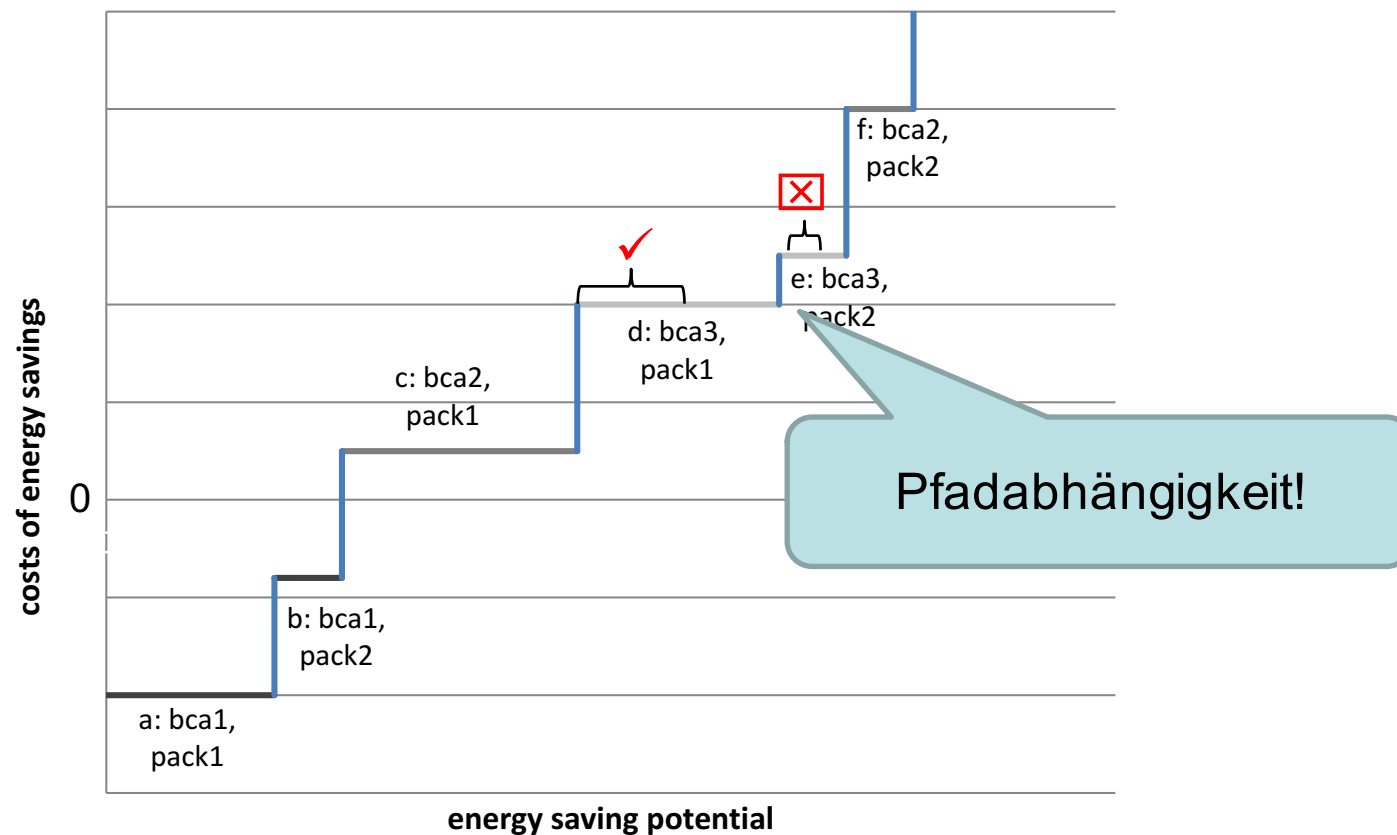 f: bca2,
pack2
e: bca3,
pack2
d: bca3,
pack1
c: bca2,
pack1
Pfadabhängigkeit!
0
b: bca1,
pack2
a: bca1,
pack1
costs of energy savings
energy saving potential